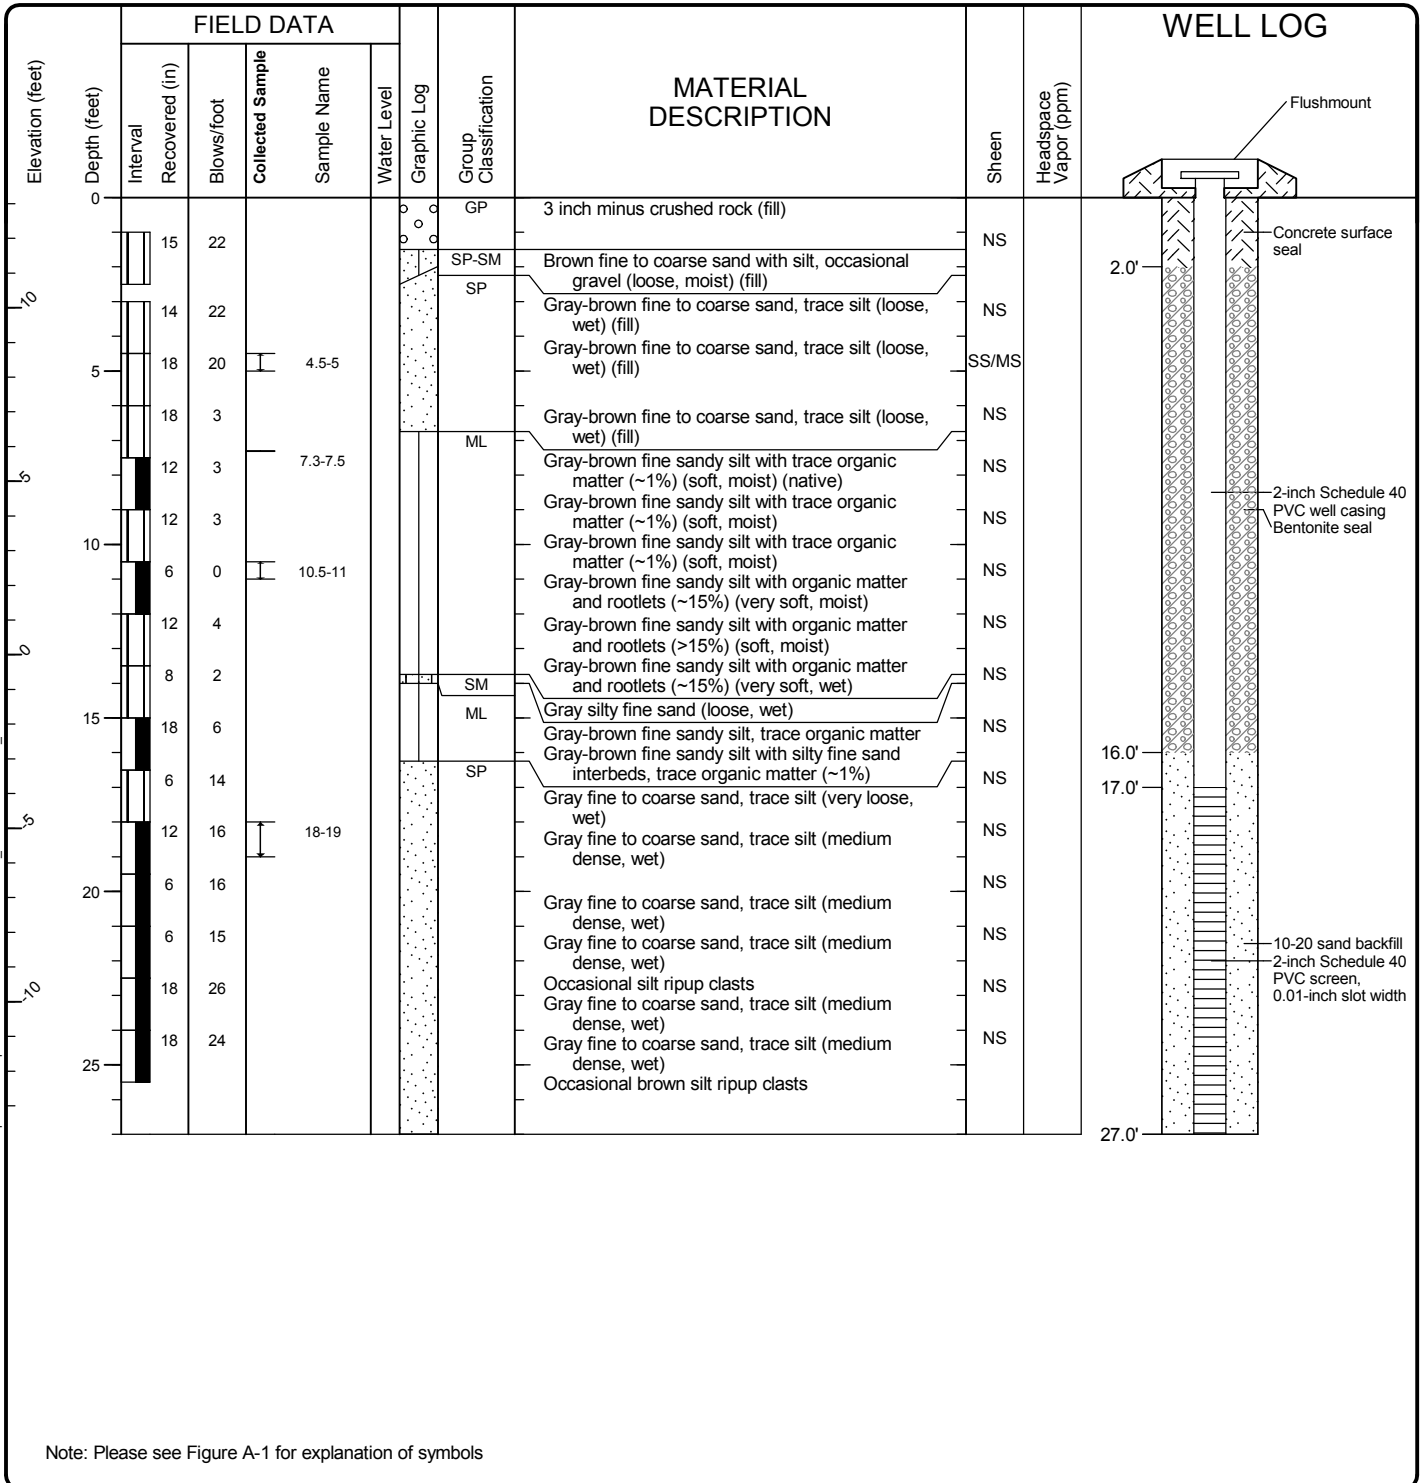 FIELD DATA
WELL LOG
Elevation (feet)
Depth (feet)
Interval
Recovered (in)
Blows/foot
Collected Sample
Sample Name
Water Level
Graphic Log
Group
Classification
MATERIAL
DESCRIPTION
Sheen
Headspace
Vapor (ppm)
Flushmount
0
GP
3 inch minus crushed rock (fill)
15
22
NS
Concrete surface
seal
SP-SM
Brown fine to coarse sand with silt, occasional
gravel (loose, moist) (fill)
2.0'
SP
10
14
22
Gray-brown fine to coarse sand, trace silt (loose,
wet) (fill)
NS
5
18
20
4.5-5
Gray-brown fine to coarse sand, trace silt (loose,
wet) (fill)
SS/MS
18
3
Gray-brown fine to coarse sand, trace silt (loose,
wet) (fill)
NS
ML
5
12
3
7.3-7.5
Gray-brown fine sandy silt with trace organic
matter (~1%) (soft, moist) (native)
NS
12
3
Gray-brown fine sandy silt with trace organic
matter (~1%) (soft, moist)
NS
2-inch Schedule 40
PVC well casing
Bentonite seal
10
Gray-brown fine sandy silt with trace organic
matter (~1%) (soft, moist)
6
0
10.5-11
NS
Gray-brown fine sandy silt with organic matter
and rootlets (~15%) (very soft, moist)
12
4
Gray-brown fine sandy silt with organic matter
and rootlets (>15%) (soft, moist)
NS
0
8
2
Gray-brown fine sandy silt with organic matter
and rootlets (~15%) (very soft, wet)
NS
SM
15
ML
Gray silty fine sand (loose, wet)
18
6
Gray-brown fine sandy silt, trace organic matter
NS
Gray-brown fine sandy silt with silty fine sand
interbeds, trace organic matter (~1%)
16.0'
SP
6
14
NS
17.0'
Gray fine to coarse sand, trace silt (very loose,
wet)
-5
12
16
18-19
Gray fine to coarse sand, trace silt (medium
dense, wet)
NS
20
6
16
NS
Gray fine to coarse sand, trace silt (medium
dense, wet)
6
15
Gray fine to coarse sand, trace silt (medium
dense, wet)
NS
10-20 sand backfill
2-inch Schedule 40
PVC screen,
0.01-inch slot width
-10
18
26
Occasional silt ripup clasts
NS
Gray fine to coarse sand, trace silt (medium
dense, wet)
18
24
Gray fine to coarse sand, trace silt (medium
dense, wet)
NS
25
Occasional brown silt ripup clasts
27.0'
Note: Please see Figure A-1 for explanation of symbols